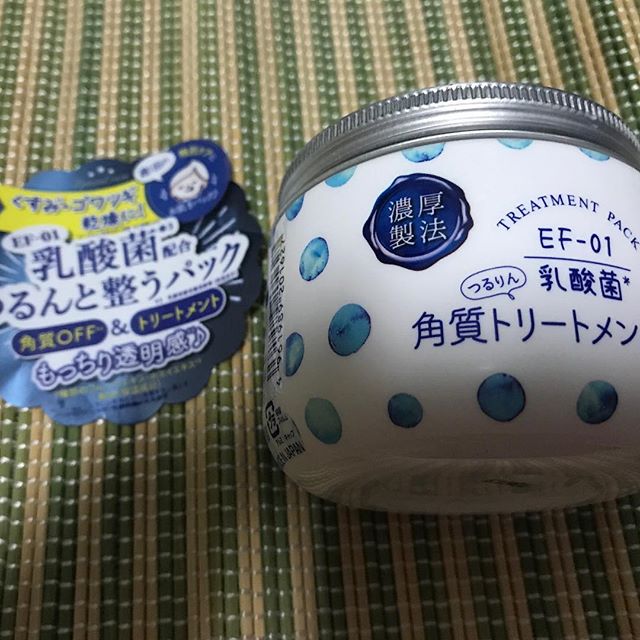 くすみ・ゴワツキ
乾燥に!
EF-01
乳酸菌配合
るんと整うパック
角質OFF & トリートメント
もっちり透明感♪
濃厚
製法
TREATMENT PACK
EF-01
乳酸菌*
つるりん
角質トリートメン
JAPAN